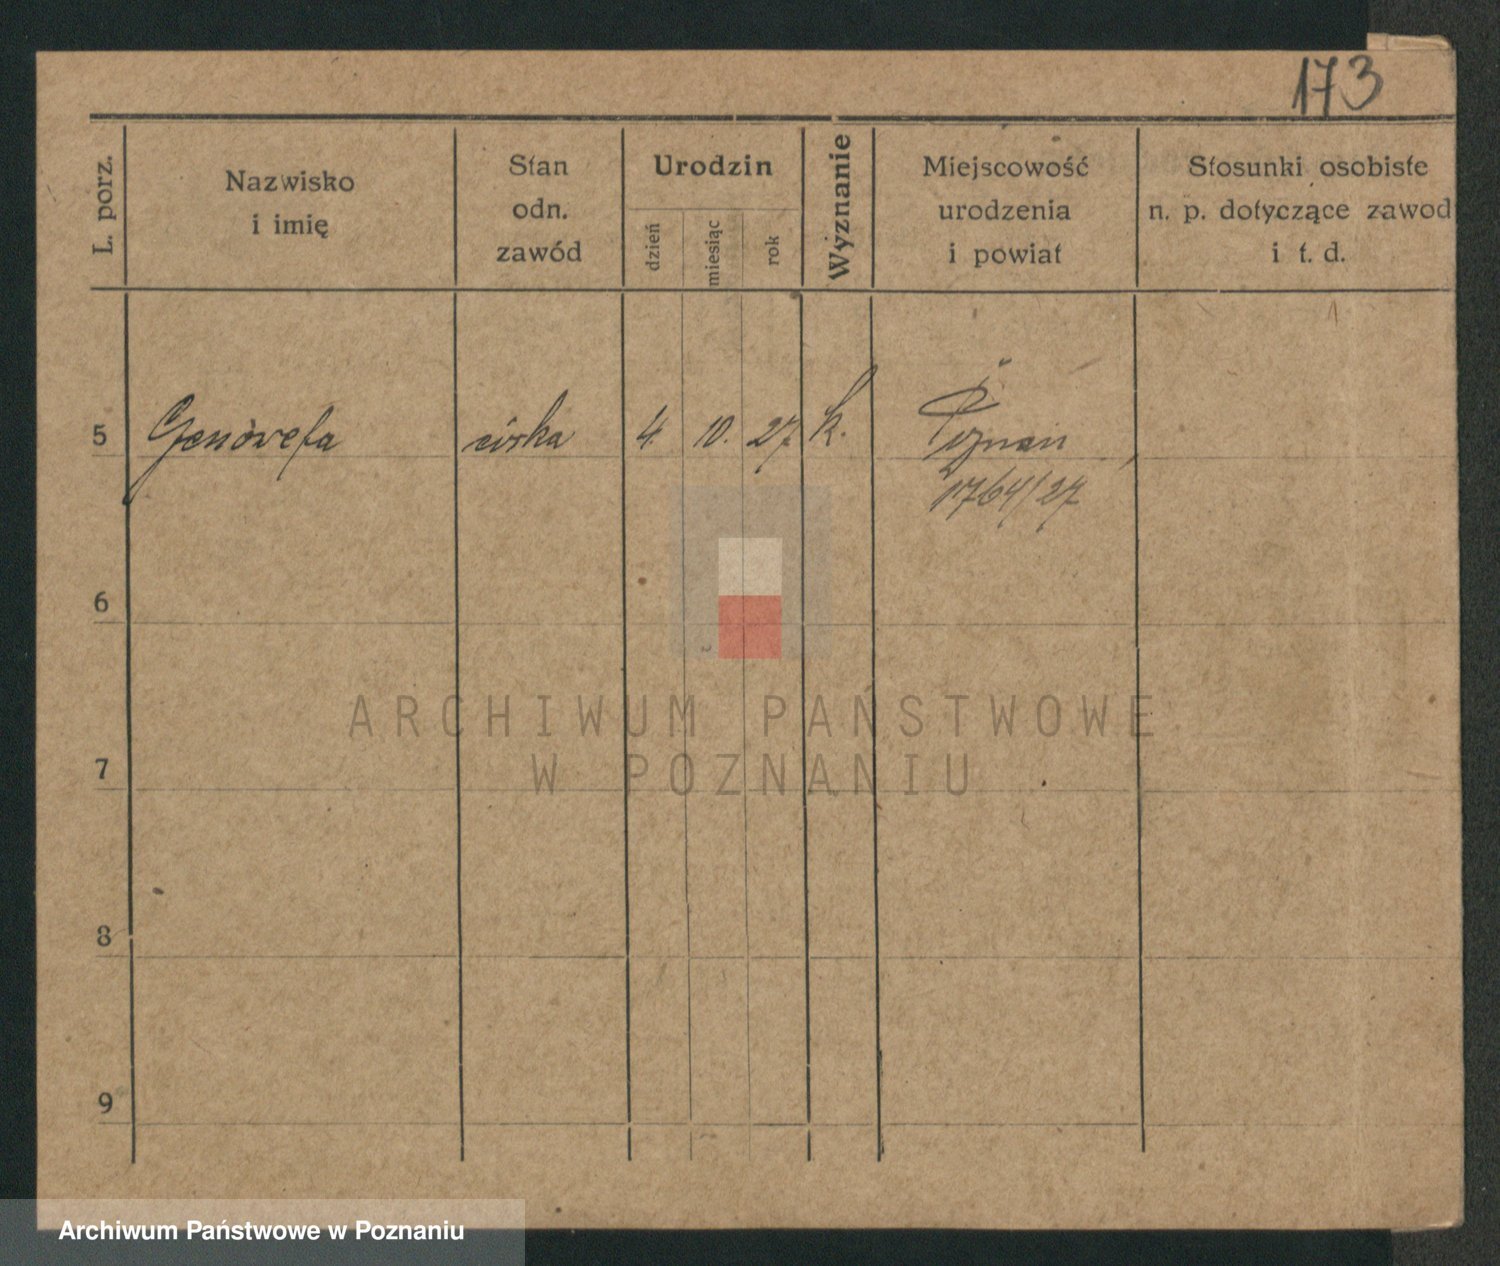 173
L. porz.
Nazwisko
i imię
Stan
odn.
zawód
Urodzin
dzień
miesiąc
rok
Wyznanie
Miejscowość
urodzenia
i powiat
Stosunki osobiste
n. p. dotyczące zawod
i t. d.
5 Genowefa córka 4 10. 27 k. Poznań
1764/27
6
7
8
9
ARCHIWUM PAŃSTWOWE
W POZNANIU
Archiwum Państwowe w Poznaniu